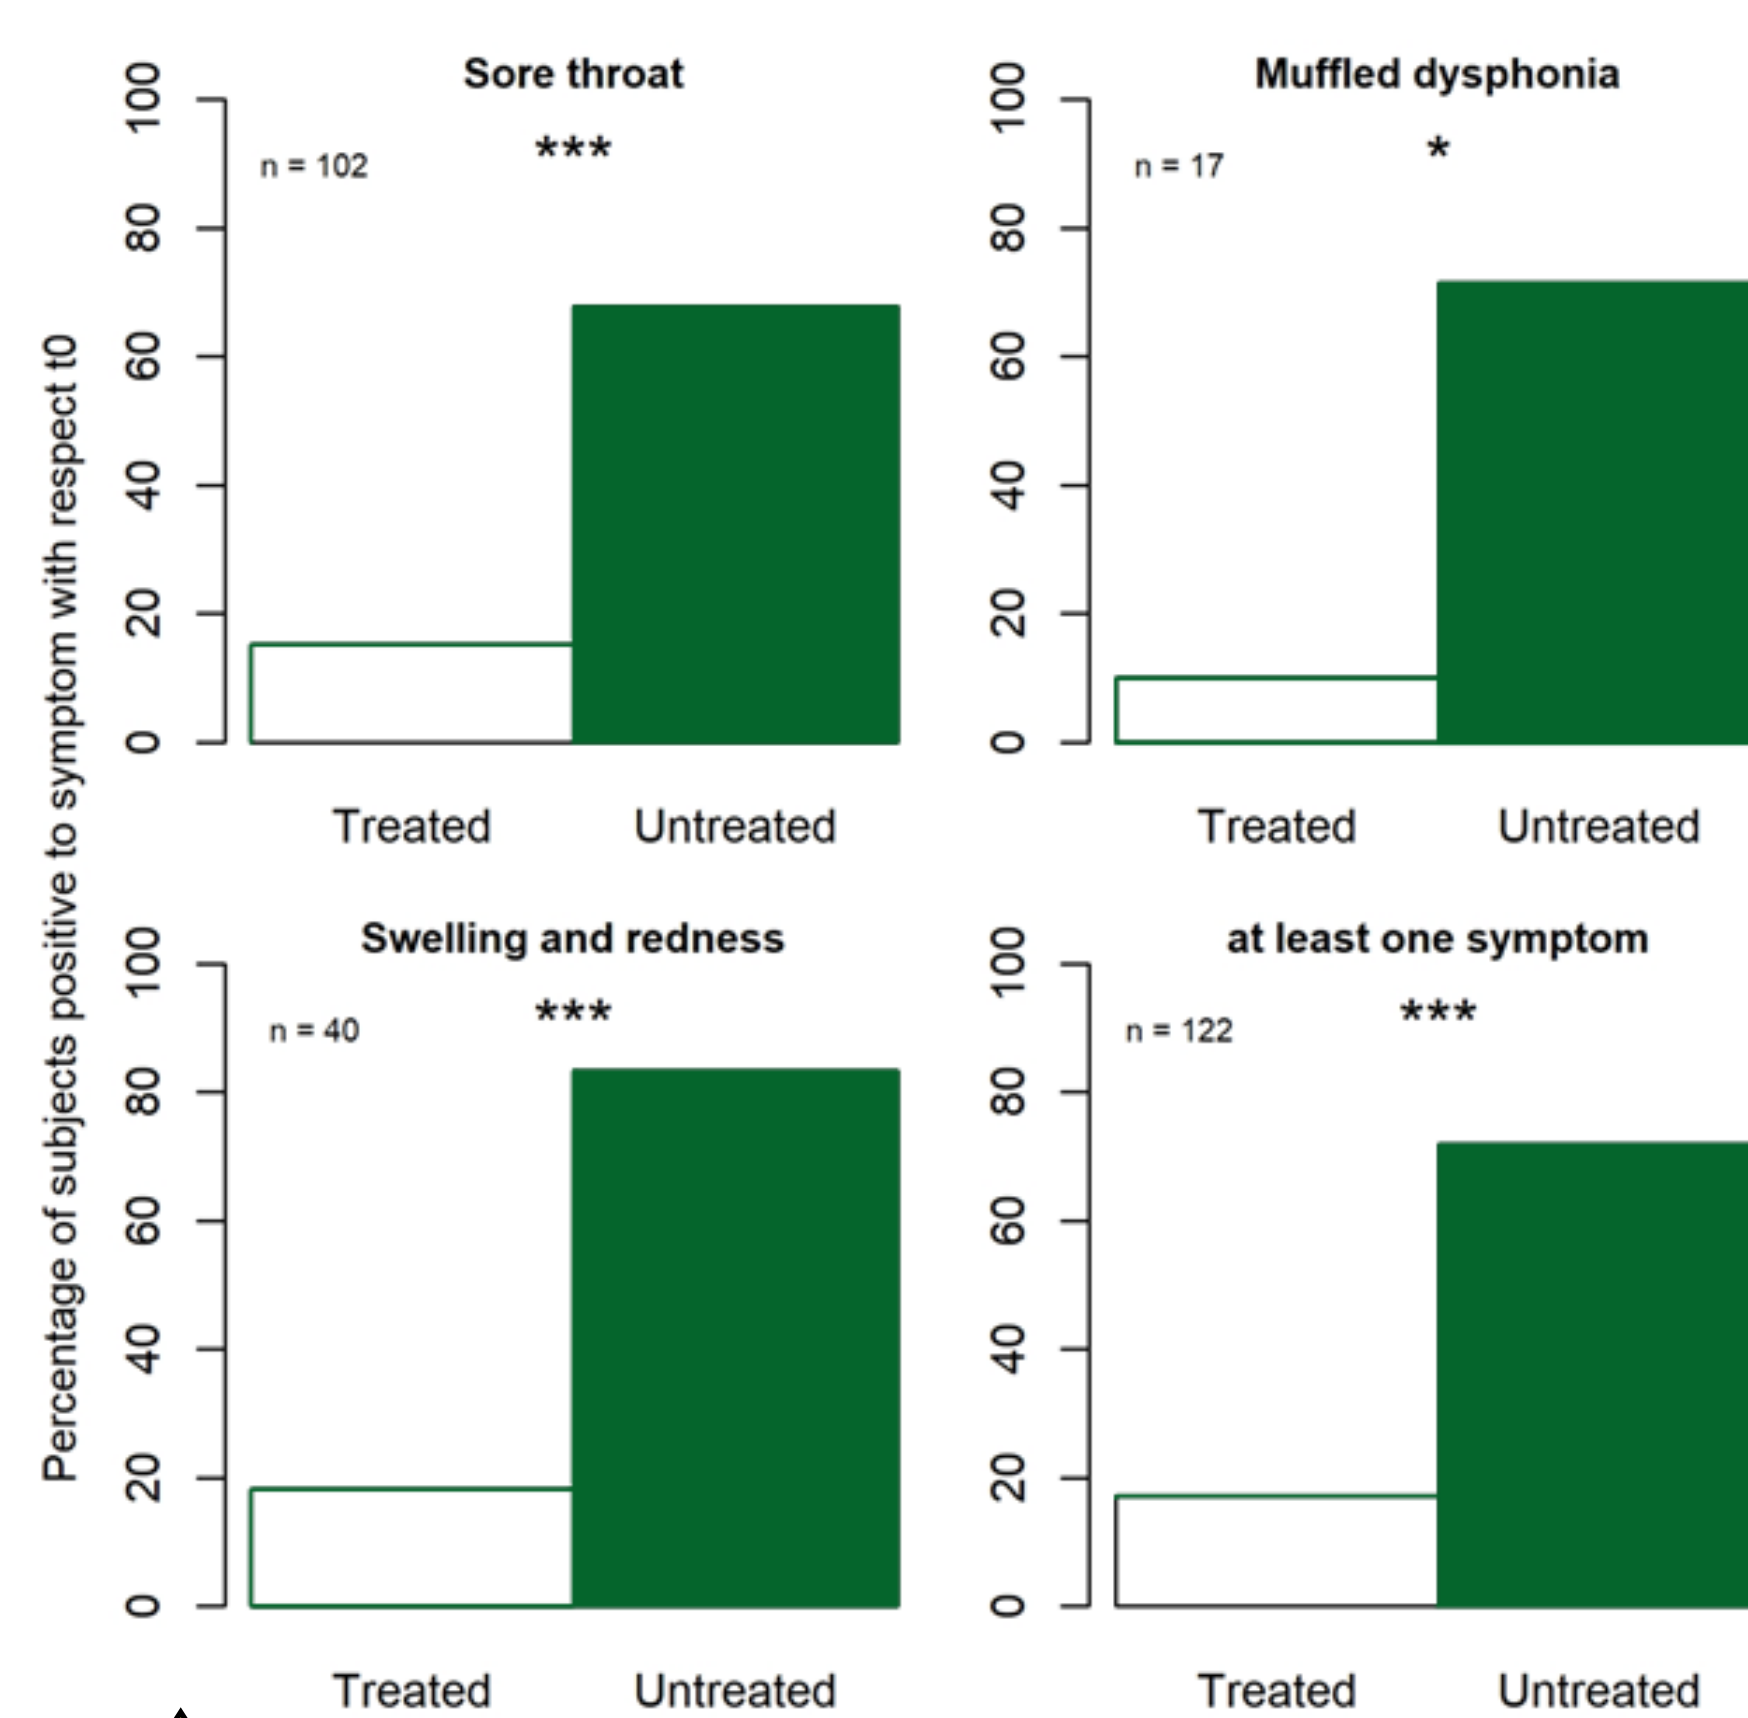 Percentage of subjects positive to symptom with respect t0
Sore throat
***
n = 102
100
80
60
40
20
0
Treated Untreated
Muffled dysphonia
*
n = 17
100
80
60
40
20
0
Treated Untreated
Swelling and redness
***
n = 40
100
80
60
40
20
0
Treated Untreated
at least one symptom
***
n = 122
100
80
60
40
20
0
Treated Untreated